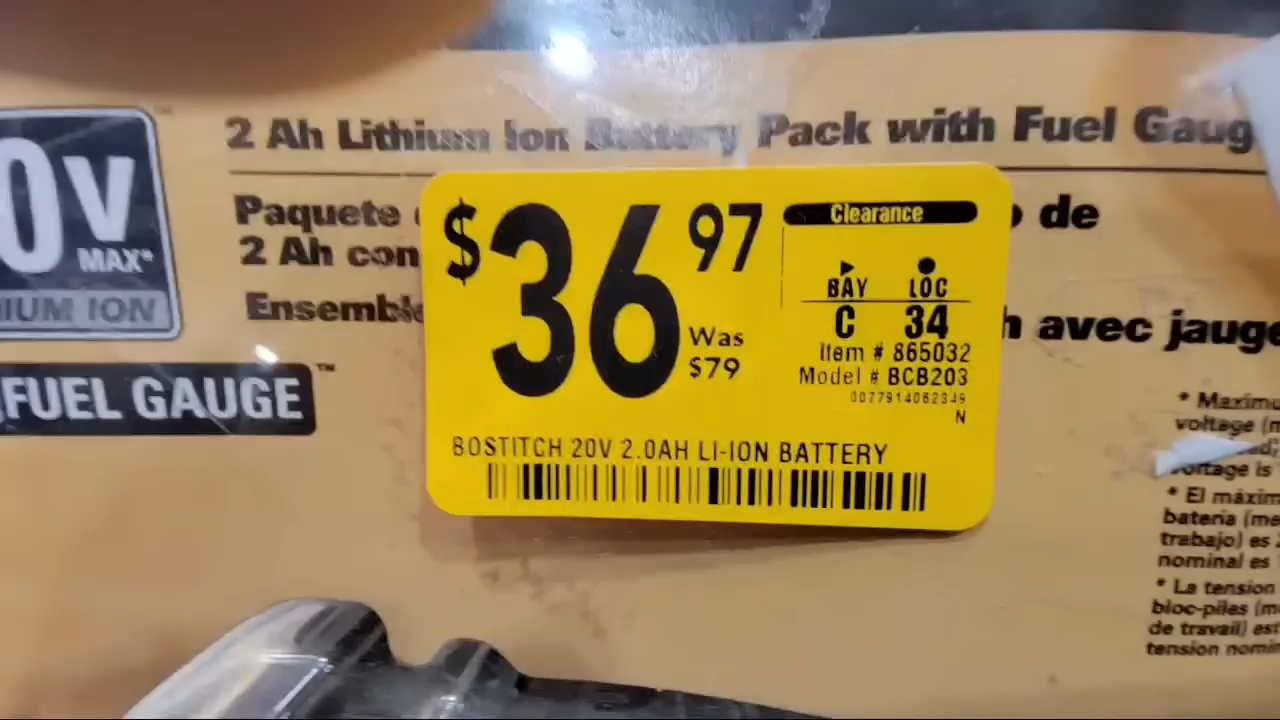 2 Ah Lithium Ion Battery Pack with Fuel Gaug
Paquete
de
2 Ah con
Ensemble
avec jauge
0V
MAX*
IUM ION
FUEL GAUGE™
$36 97
Was
$79
Clearance
BAY LOC
C 34
Item # 865032
Model # BCB203
0077914062349
N
BOSTITCH 20V 2.0AH LI-ION BATTERY
* Maximu
voltage (m
voltage is
* El máxim
batería (me
trabajo) es 2
nominal es
* La tension
bloc-piles (m
de travail) est
tension nomin